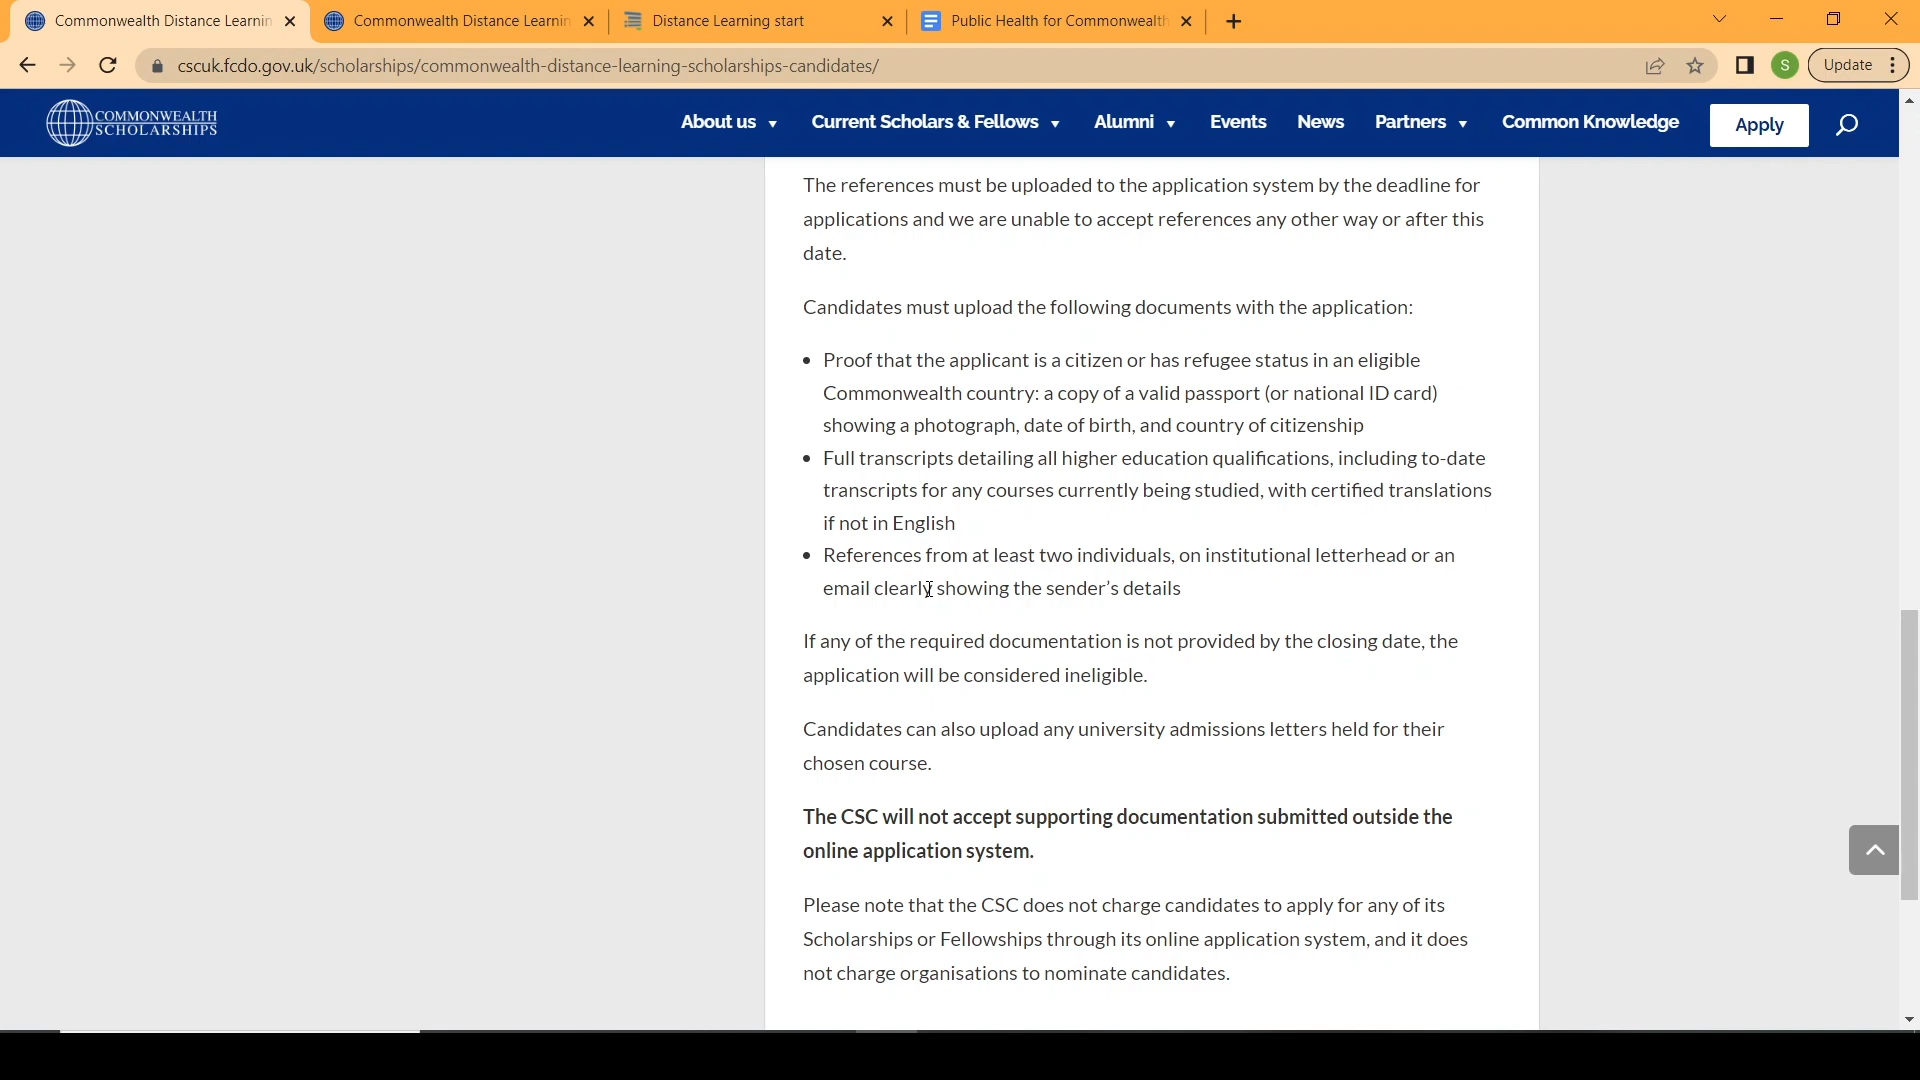 Commonwealth Distance Learnin
Commonwealth Distance Learnin
Distance Learning start
Public Health for Commonwealth
cscuk.fcdo.gov.uk/scholarships/commonwealth-distance-learning-scholarships-candidates/
S
Update
COMMONWEALTH
SCHOLARSHIPS
About us
Current Scholars & Fellows
Alumni
Events
News
Partners
Common Knowledge
Apply
The references must be uploaded to the application system by the deadline for
applications and we are unable to accept references any other way or after this
date.
Candidates must upload the following documents with the application:
• Proof that the applicant is a citizen or has refugee status in an eligible
Commonwealth country: a copy of a valid passport (or national ID card)
showing a photograph, date of birth, and country of citizenship
• Full transcripts detailing all higher education qualifications, including to-date
transcripts for any courses currently being studied, with certified translations
if not in English
• References from at least two individuals, on institutional letterhead or an
email clearly showing the sender’s details
If any of the required documentation is not provided by the closing date, the
application will be considered ineligible.
Candidates can also upload any university admissions letters held for their
chosen course.
The CSC will not accept supporting documentation submitted outside the
online application system.
Please note that the CSC does not charge candidates to apply for any of its
Scholarships or Fellowships through its online application system, and it does
not charge organisations to nominate candidates.